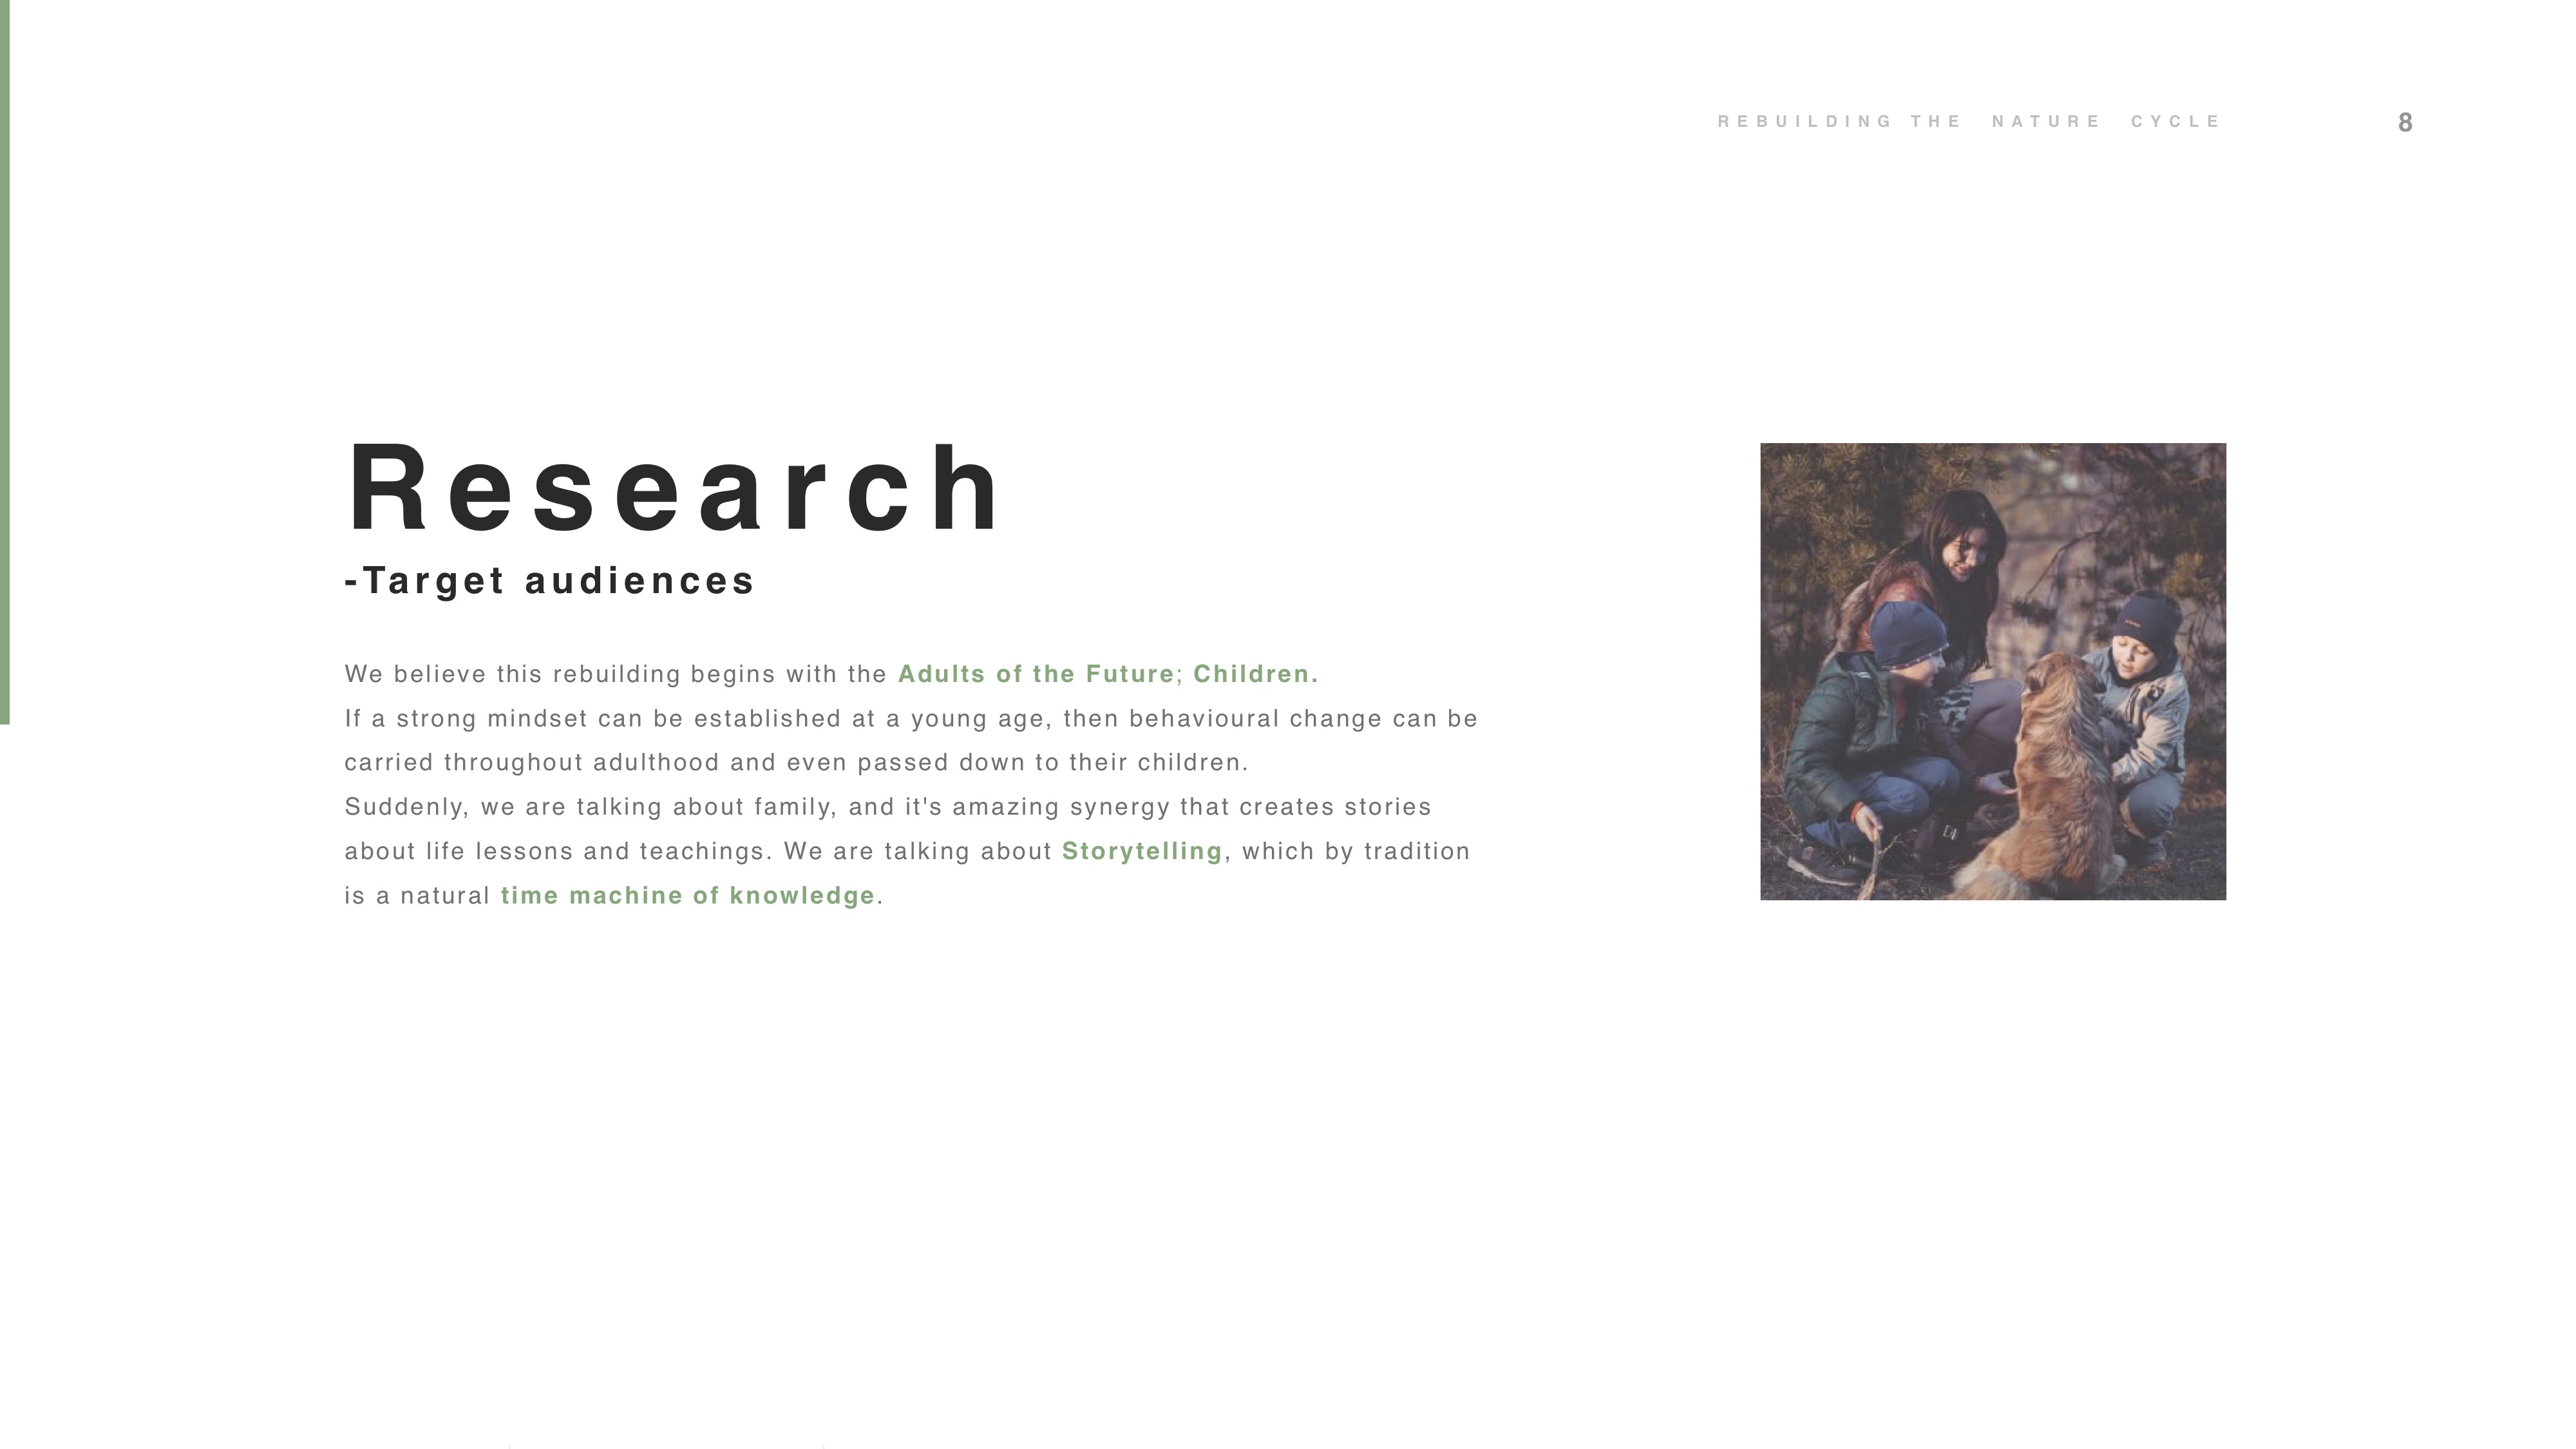 REBUILDING THE NATURE CYCLE
8
Research
-Target audiences
We believe this rebuilding begins with the Adults of the Future; Children.
If a strong mindset can be established at a young age, then behavioural change can be
carried throughout adulthood and even passed down to their children.
Suddenly, we are talking about family, and it's amazing synergy that creates stories
about life lessons and teachings. We are talking about Storytelling, which by tradition
is a natural time machine of knowledge.